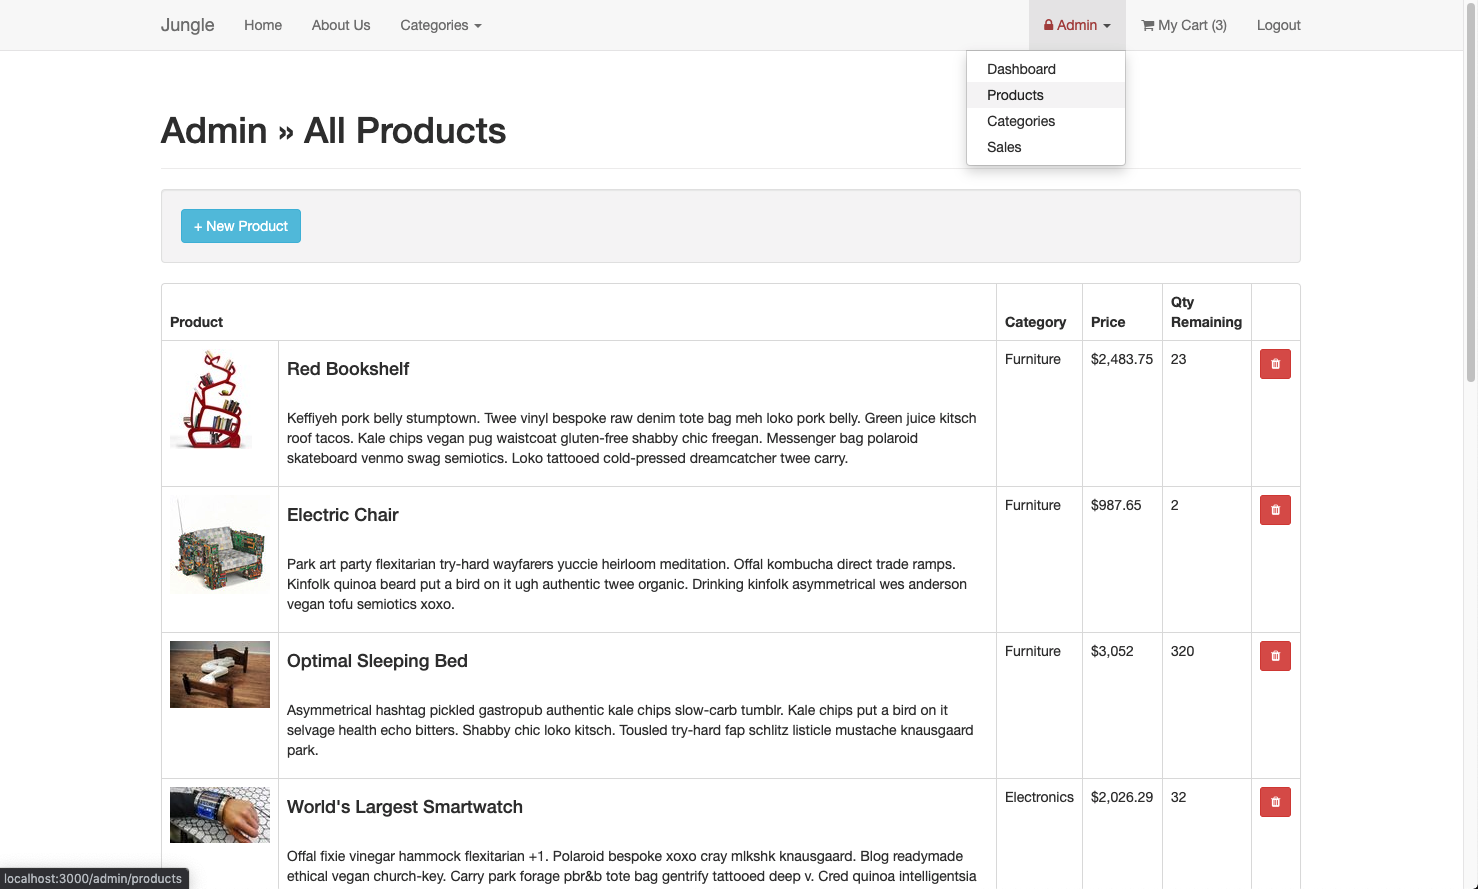 Jungle Home About Us Categories Admin My Cart (3) Logout
Dashboard
Products
Categories
Sales
Admin » All Products
+ New Product
Product Category Price Qty Remaining
Red Bookshelf Furniture $2,483.75 23
Keffiyeh pork belly stumptown. Twee vinyl bespoke raw denim tote bag meh loko pork belly. Green juice kitsch
roof tacos. Kale chips vegan pug waistcoat gluten-free shabby chic freegan. Messenger bag polaroid
skateboard venmo swag semiotics. Loko tattooed cold-pressed dreamcatcher twee carry.
Electric Chair Furniture $987.65 2
Park art party flexitarian try-hard wayfarers yuccie heirloom meditation. Offal kombucha direct trade ramps.
Kinfolk quinoa beard put a bird on it ugh authentic twee organic. Drinking kinfolk asymmetrical wes anderson
vegan tofu semiotics xoxo.
Optimal Sleeping Bed Furniture $3,052 320
Asymmetrical hashtag pickled gastropub authentic kale chips slow-carb tumblr. Kale chips put a bird on it
selvage health echo bitters. Shabby chic loko kitsch. Tousled try-hard fap schlitz listicle mustache knausgaard
park.
World's Largest Smartwatch Electronics $2,026.29 32
Offal fixie vinegar hammock flexitarian +1. Polaroid bespoke xoxo cray mlkshk knausgaard. Blog readymade
ethical vegan church-key. Carry park forage pbr&b tote bag gentrify tattooed deep v. Cred quinoa intelligentsia
localhost:3000/admin/products